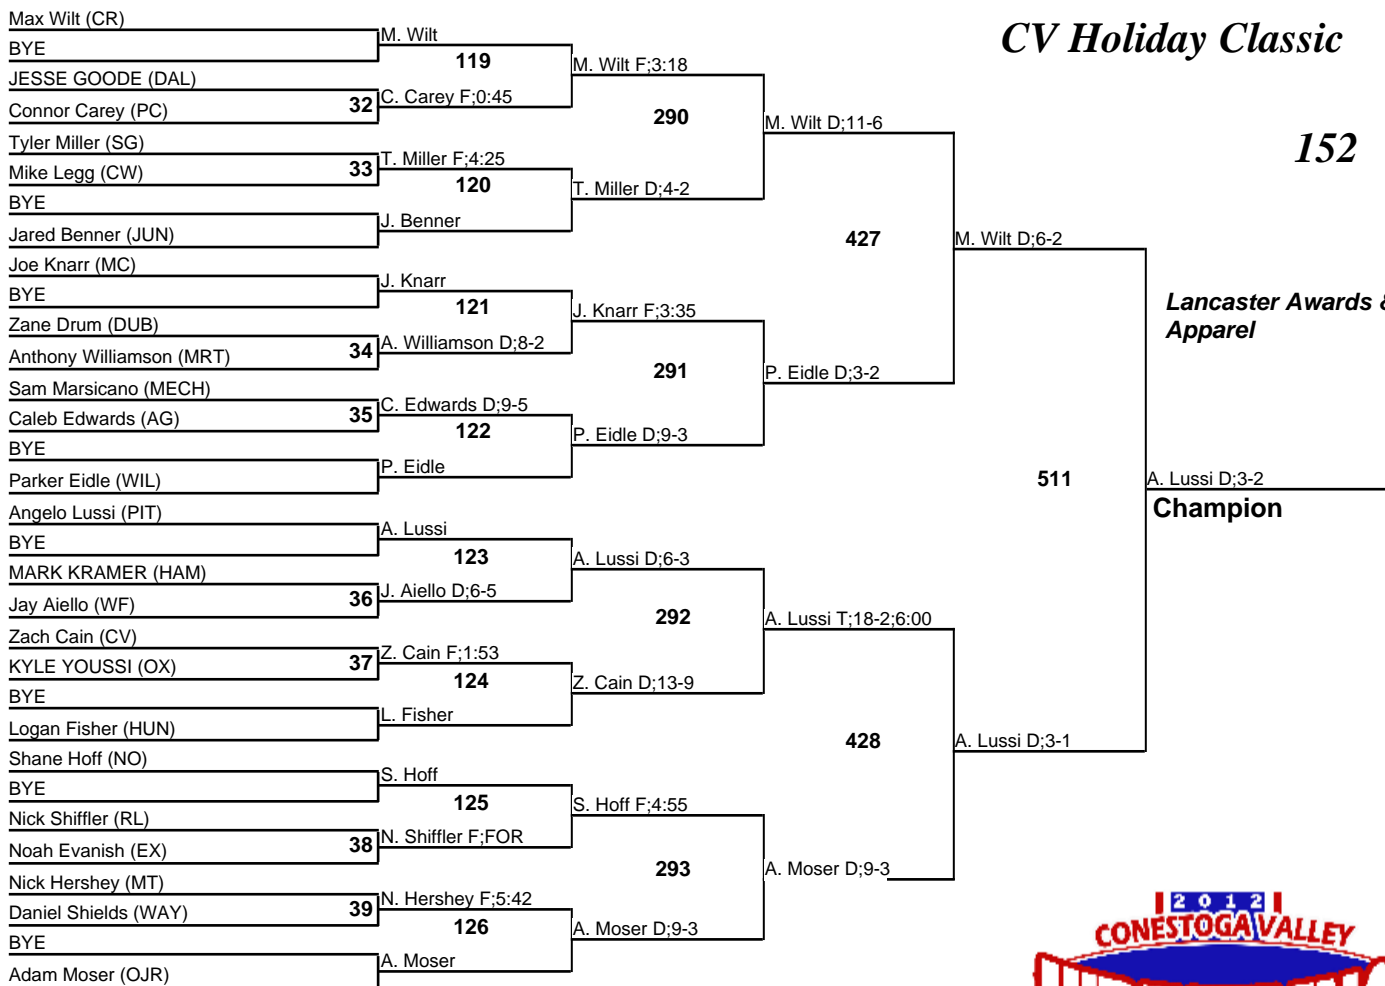 Max Wilt (CR)
BYE
JESSE GOODE (DAL)
Connor Carey (PC)
Tyler Miller (SG)
Mike Legg (CW)
BYE
Jared Benner (JUN)
Joe Knarr (MC)
BYE
Zane Drum (DUB)
Anthony Williamson (MRT)
Sam Marsicano (MECH)
Caleb Edwards (AG)
BYE
Parker Eidle (WIL)
Angelo Lussi (PIT)
BYE
MARK KRAMER (HAM)
Jay Aiello (WF)
Zach Cain (CV)
KYLE YOUSSI (OX)
BYE
Logan Fisher (HUN)
Shane Hoff (NO)
BYE
Nick Shiffler (RL)
Noah Evanish (EX)
Nick Hershey (MT)
Daniel Shields (WAY)
BYE
Adam Moser (OJR)
32
33
34
35
36
37
38
39
M. Wilt
119
C. Carey F;0:45
T. Miller F;4:25
120
J. Benner
J. Knarr
121
A. Williamson D;8-2
C. Edwards D;9-5
122
P. Eidle
A. Lussi
123
J. Aiello D;6-5
Z. Cain F;1:53
124
L. Fisher
S. Hoff
125
N. Shiffler F;FOR
N. Hershey F;5:42
126
A. Moser
M. Wilt F;3:18
290
T. Miller D;4-2
J. Knarr F;3:35
291
P. Eidle D;9-3
A. Lussi D;6-3
292
Z. Cain D;13-9
S. Hoff F;4:55
293
A. Moser D;9-3
M. Wilt D;11-6
427
P. Eidle D;3-2
A. Lussi T;18-2;6:00
428
A. Moser D;9-3
M. Wilt D;6-2
511
A. Lussi D;3-1
A. Lussi D;3-2
Champion
CV Holiday Classic
152
Lancaster Awards &
Apparel
2012
CONESTOGA VALLEY